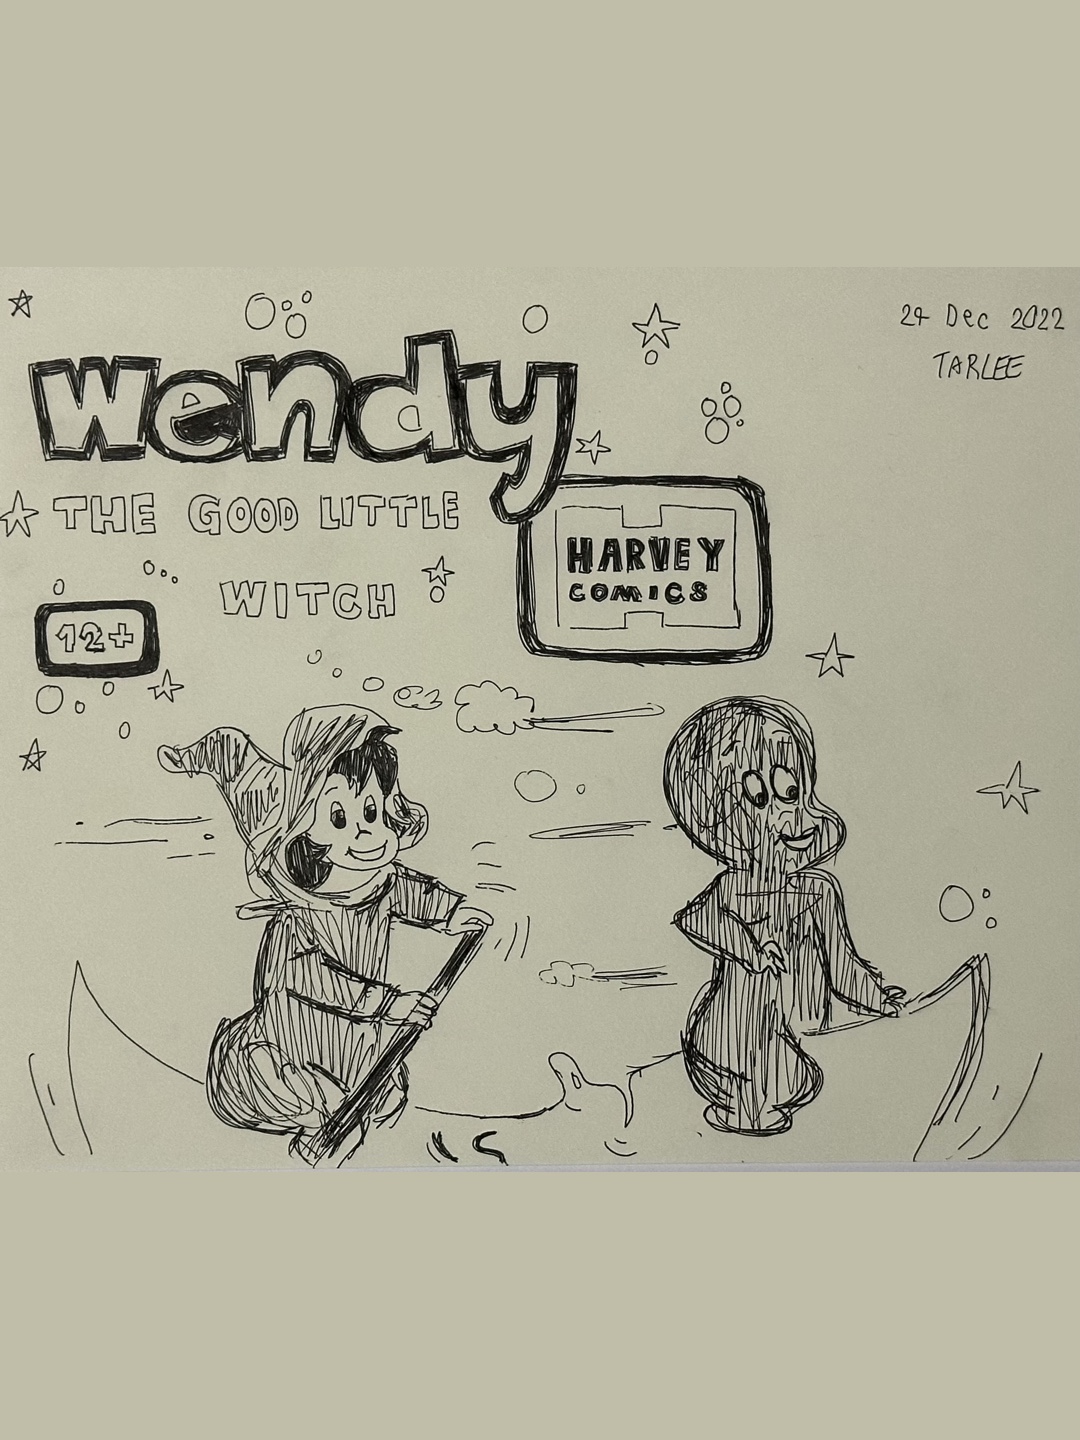 24 Dec 2022
TARLEE
Wendy
THE GOOD LITTLE
WITCH
HARVEY
COMICS
12+